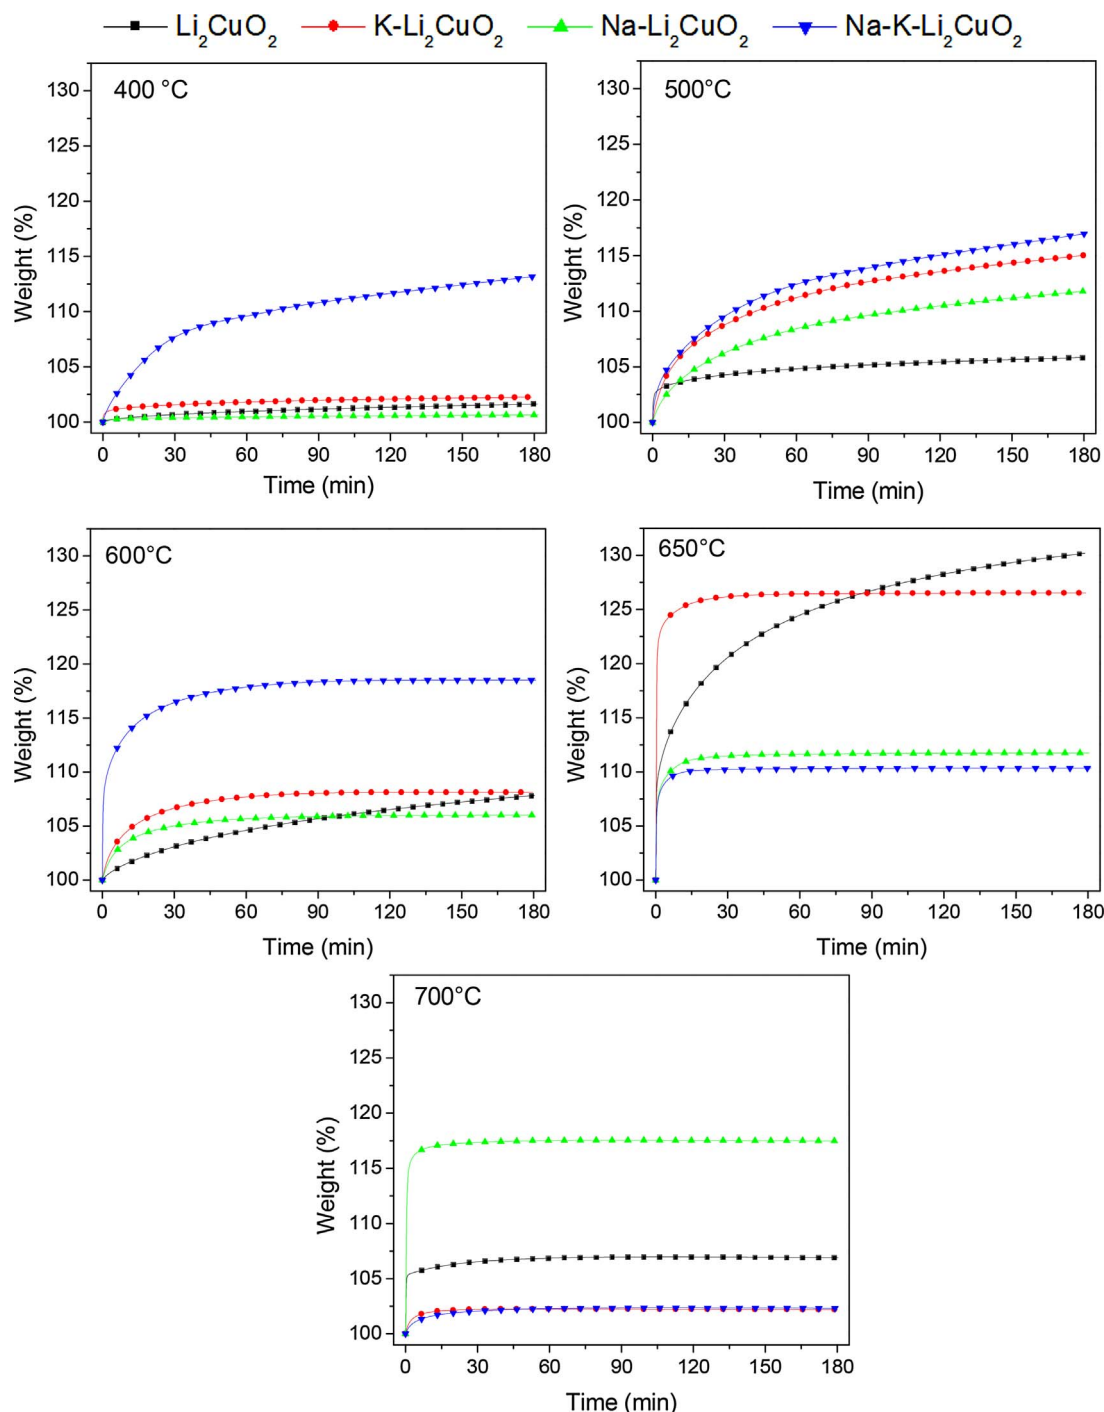 Li₂CuO₂ K-Li₂CuO₂ Na-Li₂CuO₂ Na-K-Li₂CuO₂
400 °C
130
125
120
115
110
105
100
Weight (%)
0 30 60 90 120 150 180
Time (min)
500°C
130
125
120
115
110
105
100
Weight (%)
0 30 60 90 120 150 180
Time (min)
600°C
130
125
120
115
110
105
100
Weight (%)
0 30 60 90 120 150 180
Time (min)
650°C
130
125
120
115
110
105
100
Weight (%)
0 30 60 90 120 150 180
Time (min)
700°C
130
125
120
115
110
105
100
Weight (%)
0 30 60 90 120 150 180
Time (min)